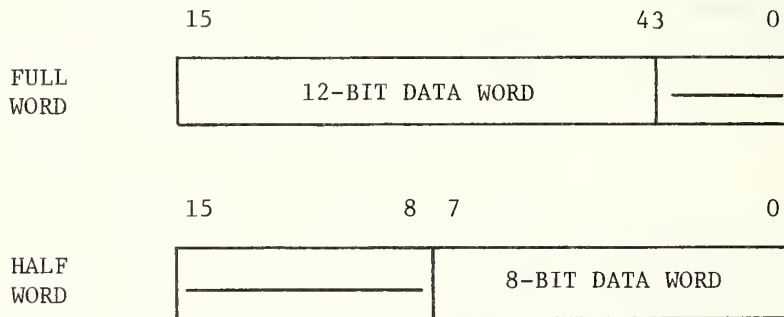 15 43 0
FULL
WORD
12-BIT DATA WORD
15 8 7 0
HALF
WORD
8-BIT DATA WORD